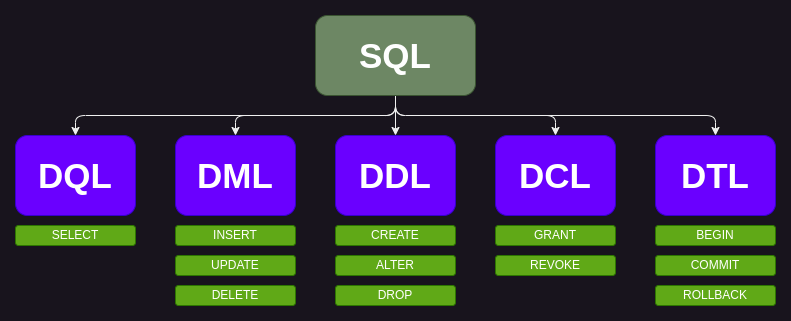 SQL
DQL
DML
DDL
DCL
DTL
SELECT
INSERT
CREATE
GRANT
BEGIN
UPDATE
ALTER
REVOKE
COMMIT
DELETE
DROP
ROLLBACK